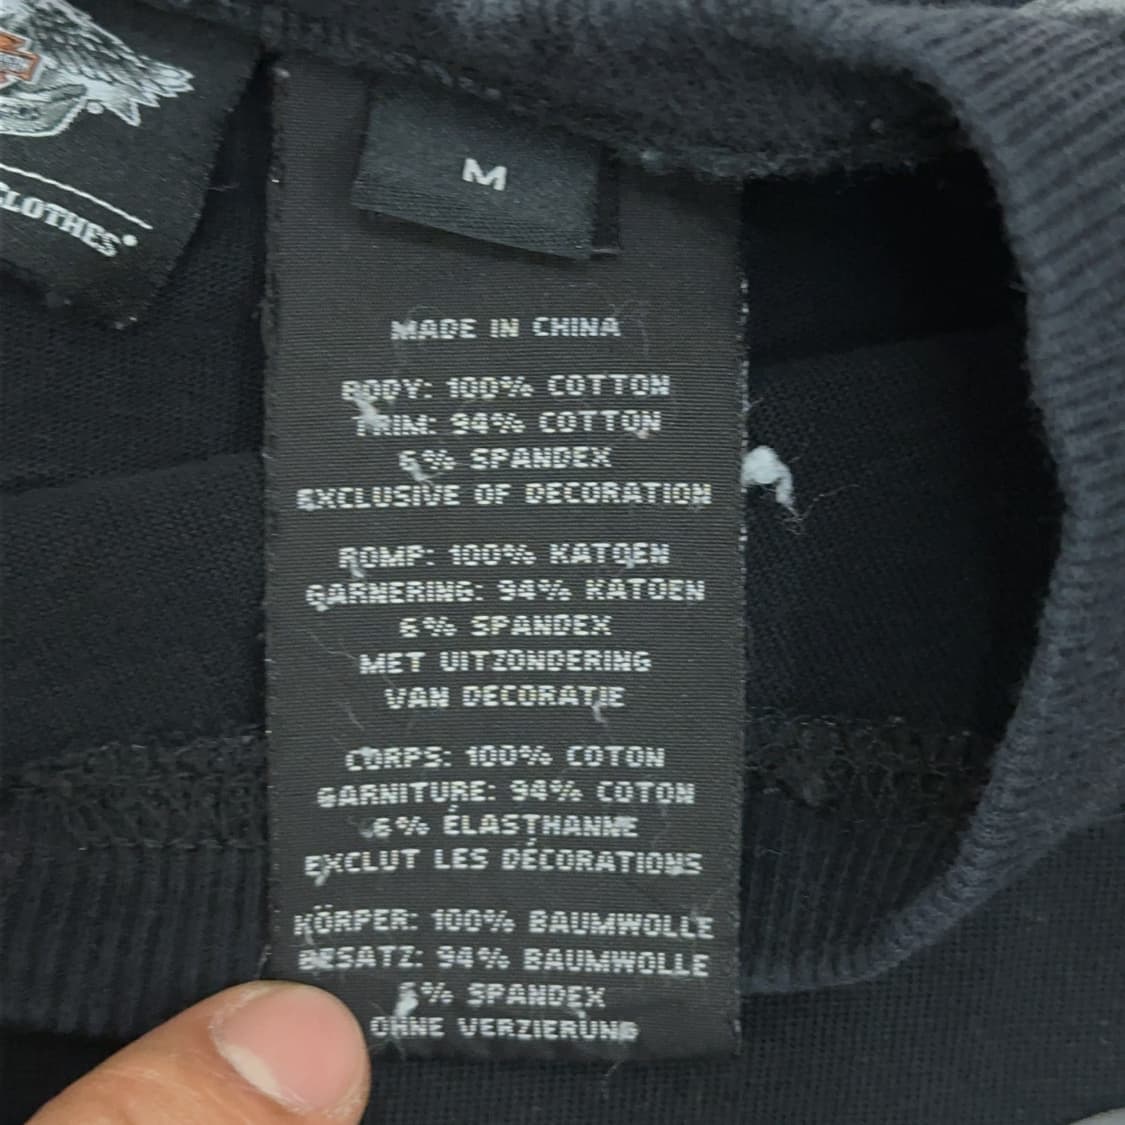 CLOTHES
M
MADE IN CHINA
BODY: 100% COTTON
TRIM: 94% COTTON
6% SPANDEX
EXCLUSIVE OF DECORATION
ROMP: 100% KATOEN
GARNERING: 94% KATOEN
6% SPANDEX
MET UITZONDERING
VAN DECORATIE
CORPS: 100% COTON
GARNITURE: 94% COTON
6% ÉLASTHANNE
EXCLUT LES DÉCORATIONS
KÖRPER: 100% BAUMWOLLE
BESATZ: 94% BAUMWOLLE
6% SPANDEX
OHNE VERZIERUNG